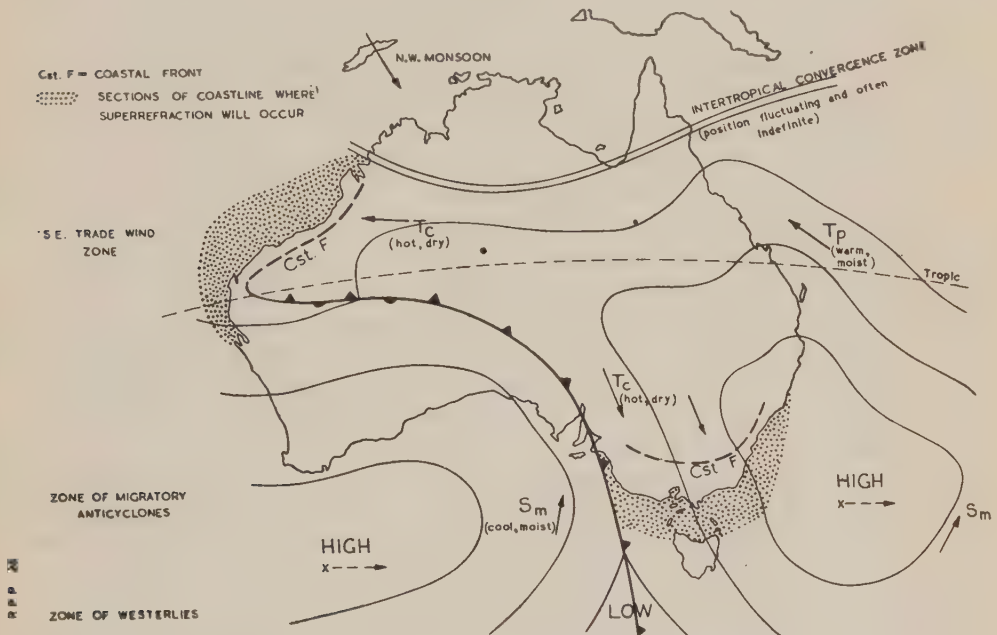 N.W. MONSOON
Cst. F = COASTAL FRONT
SECTIONS OF COASTLINE WHERE
SUPERREFRACTION WILL OCCUR
INTERTROPICAL CONVERGENCE ZONE
(position fluctuating and often
indefinite)
S E. TRADE WIND
ZONE
Tc
(hot, dry)
Cst. F
Tp
(warm,
moist)
Tropic
Tc
(hot, dry)
Cst F
ZONE OF MIGRATORY
ANTICYCLONES
HIGH
x
Sm
(cool, moist)
HIGH
x
Sm
LOW
ZONE OF WESTERLIES